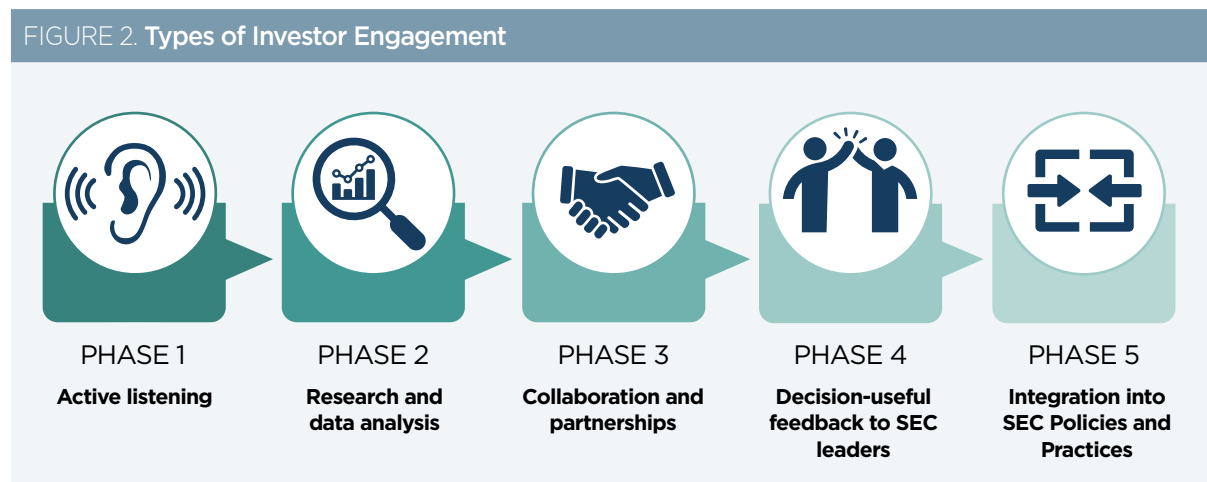 FIGURE 2. Types of Investor Engagement
PHASE 1
Active listening
PHASE 2
Research and
data analysis
PHASE 3
Collaboration and
partnerships
PHASE 4
Decision-useful
feedback to SEC
leaders
PHASE 5
Integration into
SEC Policies and
Practices